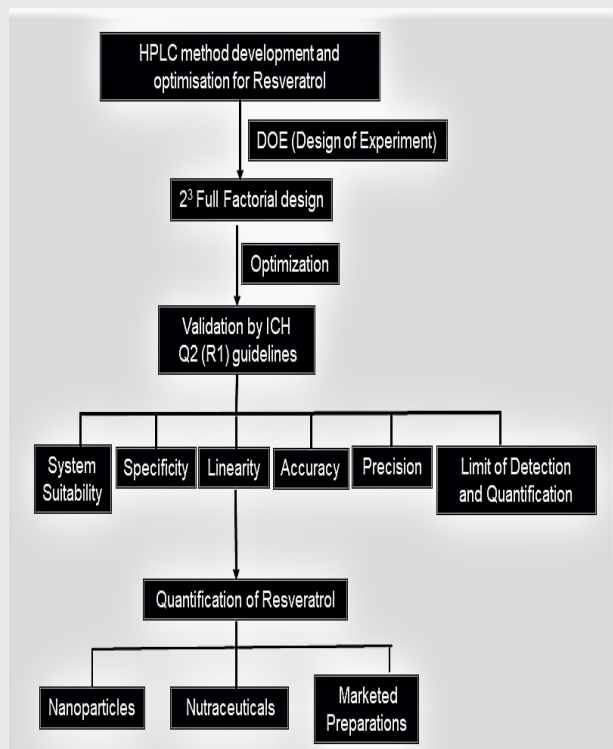 HPLC method development and
optimisation for Resveratrol
DOE (Design of Experiment)
2³ Full Factorial design
Optimization
Validation by ICH
Q2 (R1) guidelines
System
Suitability
Specificity
Linearity
Accuracy
Precision
Limit of Detection
and Quantification
Quantification of Resveratrol
Nanoparticles
Nutraceuticals
Marketed
Preparations